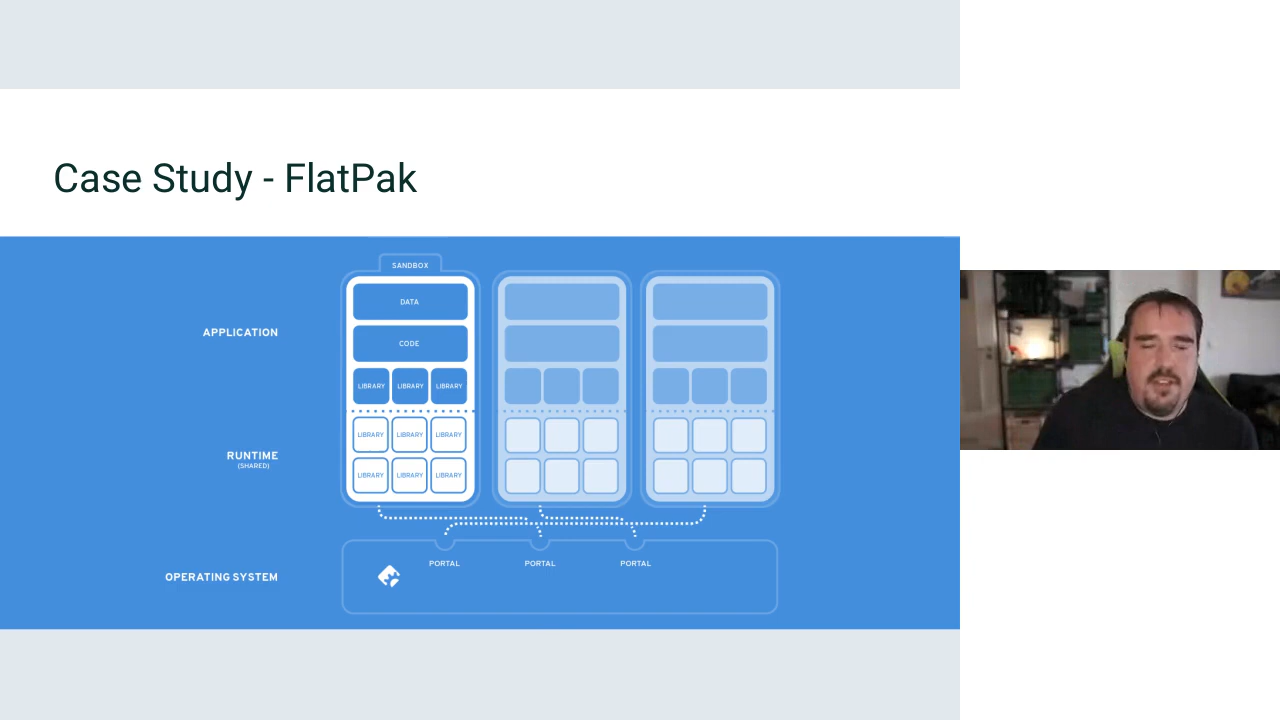 Case Study - FlatPak
SANDBOX
DATA
APPLICATION
CODE
LIBRARY LIBRARY LIBRARY
LIBRARY LIBRARY LIBRARY
RUNTIME
(SHARED)
LIBRARY LIBRARY LIBRARY
PORTAL PORTAL PORTAL
OPERATING SYSTEM